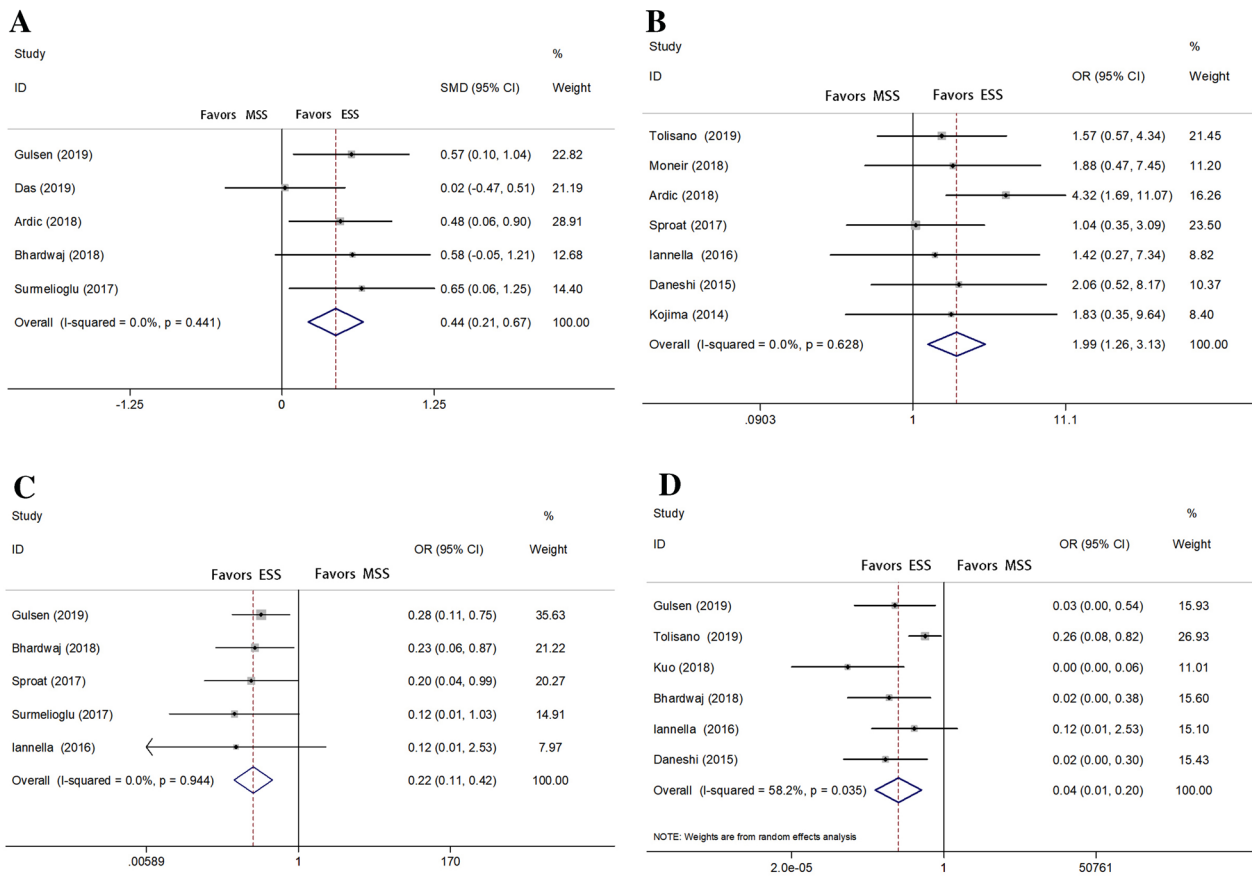 A
Study %
ID SMD (95% CI) Weight
Favors MSS Favors ESS
Gulsen (2019) 0.57 (0.10, 1.04) 22.82
Das (2019) 0.02 (-0.47, 0.51) 21.19
Ardic (2018) 0.48 (0.06, 0.90) 28.91
Bhardwaj (2018) 0.58 (-0.05, 1.21) 12.68
Surmelioglu (2017) 0.65 (0.06, 1.25) 14.40
Overall (I-squared = 0.0%, p = 0.441) 0.44 (0.21, 0.67) 100.00
-1.25 0 1.25
B
Study %
ID OR (95% CI) Weight
Favors MSS Favors ESS
Tolisano (2019) 1.57 (0.57, 4.34) 21.45
Moneir (2018) 1.88 (0.47, 7.45) 11.20
Ardic (2018) 4.32 (1.69, 11.07) 16.26
Sproat (2017) 1.04 (0.35, 3.09) 23.50
Iannella (2016) 1.42 (0.27, 7.34) 8.82
Daneshi (2015) 2.06 (0.52, 8.17) 10.37
Kojima (2014) 1.83 (0.35, 9.64) 8.40
Overall (I-squared = 0.0%, p = 0.628) 1.99 (1.26, 3.13) 100.00
.0903 1 11.1
C
Study %
ID OR (95% CI) Weight
Favors ESS Favors MSS
Gulsen (2019) 0.28 (0.11, 0.75) 35.63
Bhardwaj (2018) 0.23 (0.06, 0.87) 21.22
Sproat (2017) 0.20 (0.04, 0.99) 20.27
Surmelioglu (2017) 0.12 (0.01, 1.03) 14.91
Iannella (2016) 0.12 (0.01, 2.53) 7.97
Overall (I-squared = 0.0%, p = 0.944) 0.22 (0.11, 0.42) 100.00
.00589 1 170
D
Study %
ID OR (95% CI) Weight
Favors ESS Favors MSS
Gulsen (2019) 0.03 (0.00, 0.54) 15.93
Tolisano (2019) 0.26 (0.08, 0.82) 26.93
Kuo (2018) 0.00 (0.00, 0.06) 11.01
Bhardwaj (2018) 0.02 (0.00, 0.38) 15.60
Iannella (2016) 0.12 (0.01, 2.53) 15.10
Daneshi (2015) 0.02 (0.00, 0.30) 15.43
Overall (I-squared = 58.2%, p = 0.035) 0.04 (0.01, 0.20) 100.00
NOTE: Weights are from random effects analysis
2.0e-05 1 50761